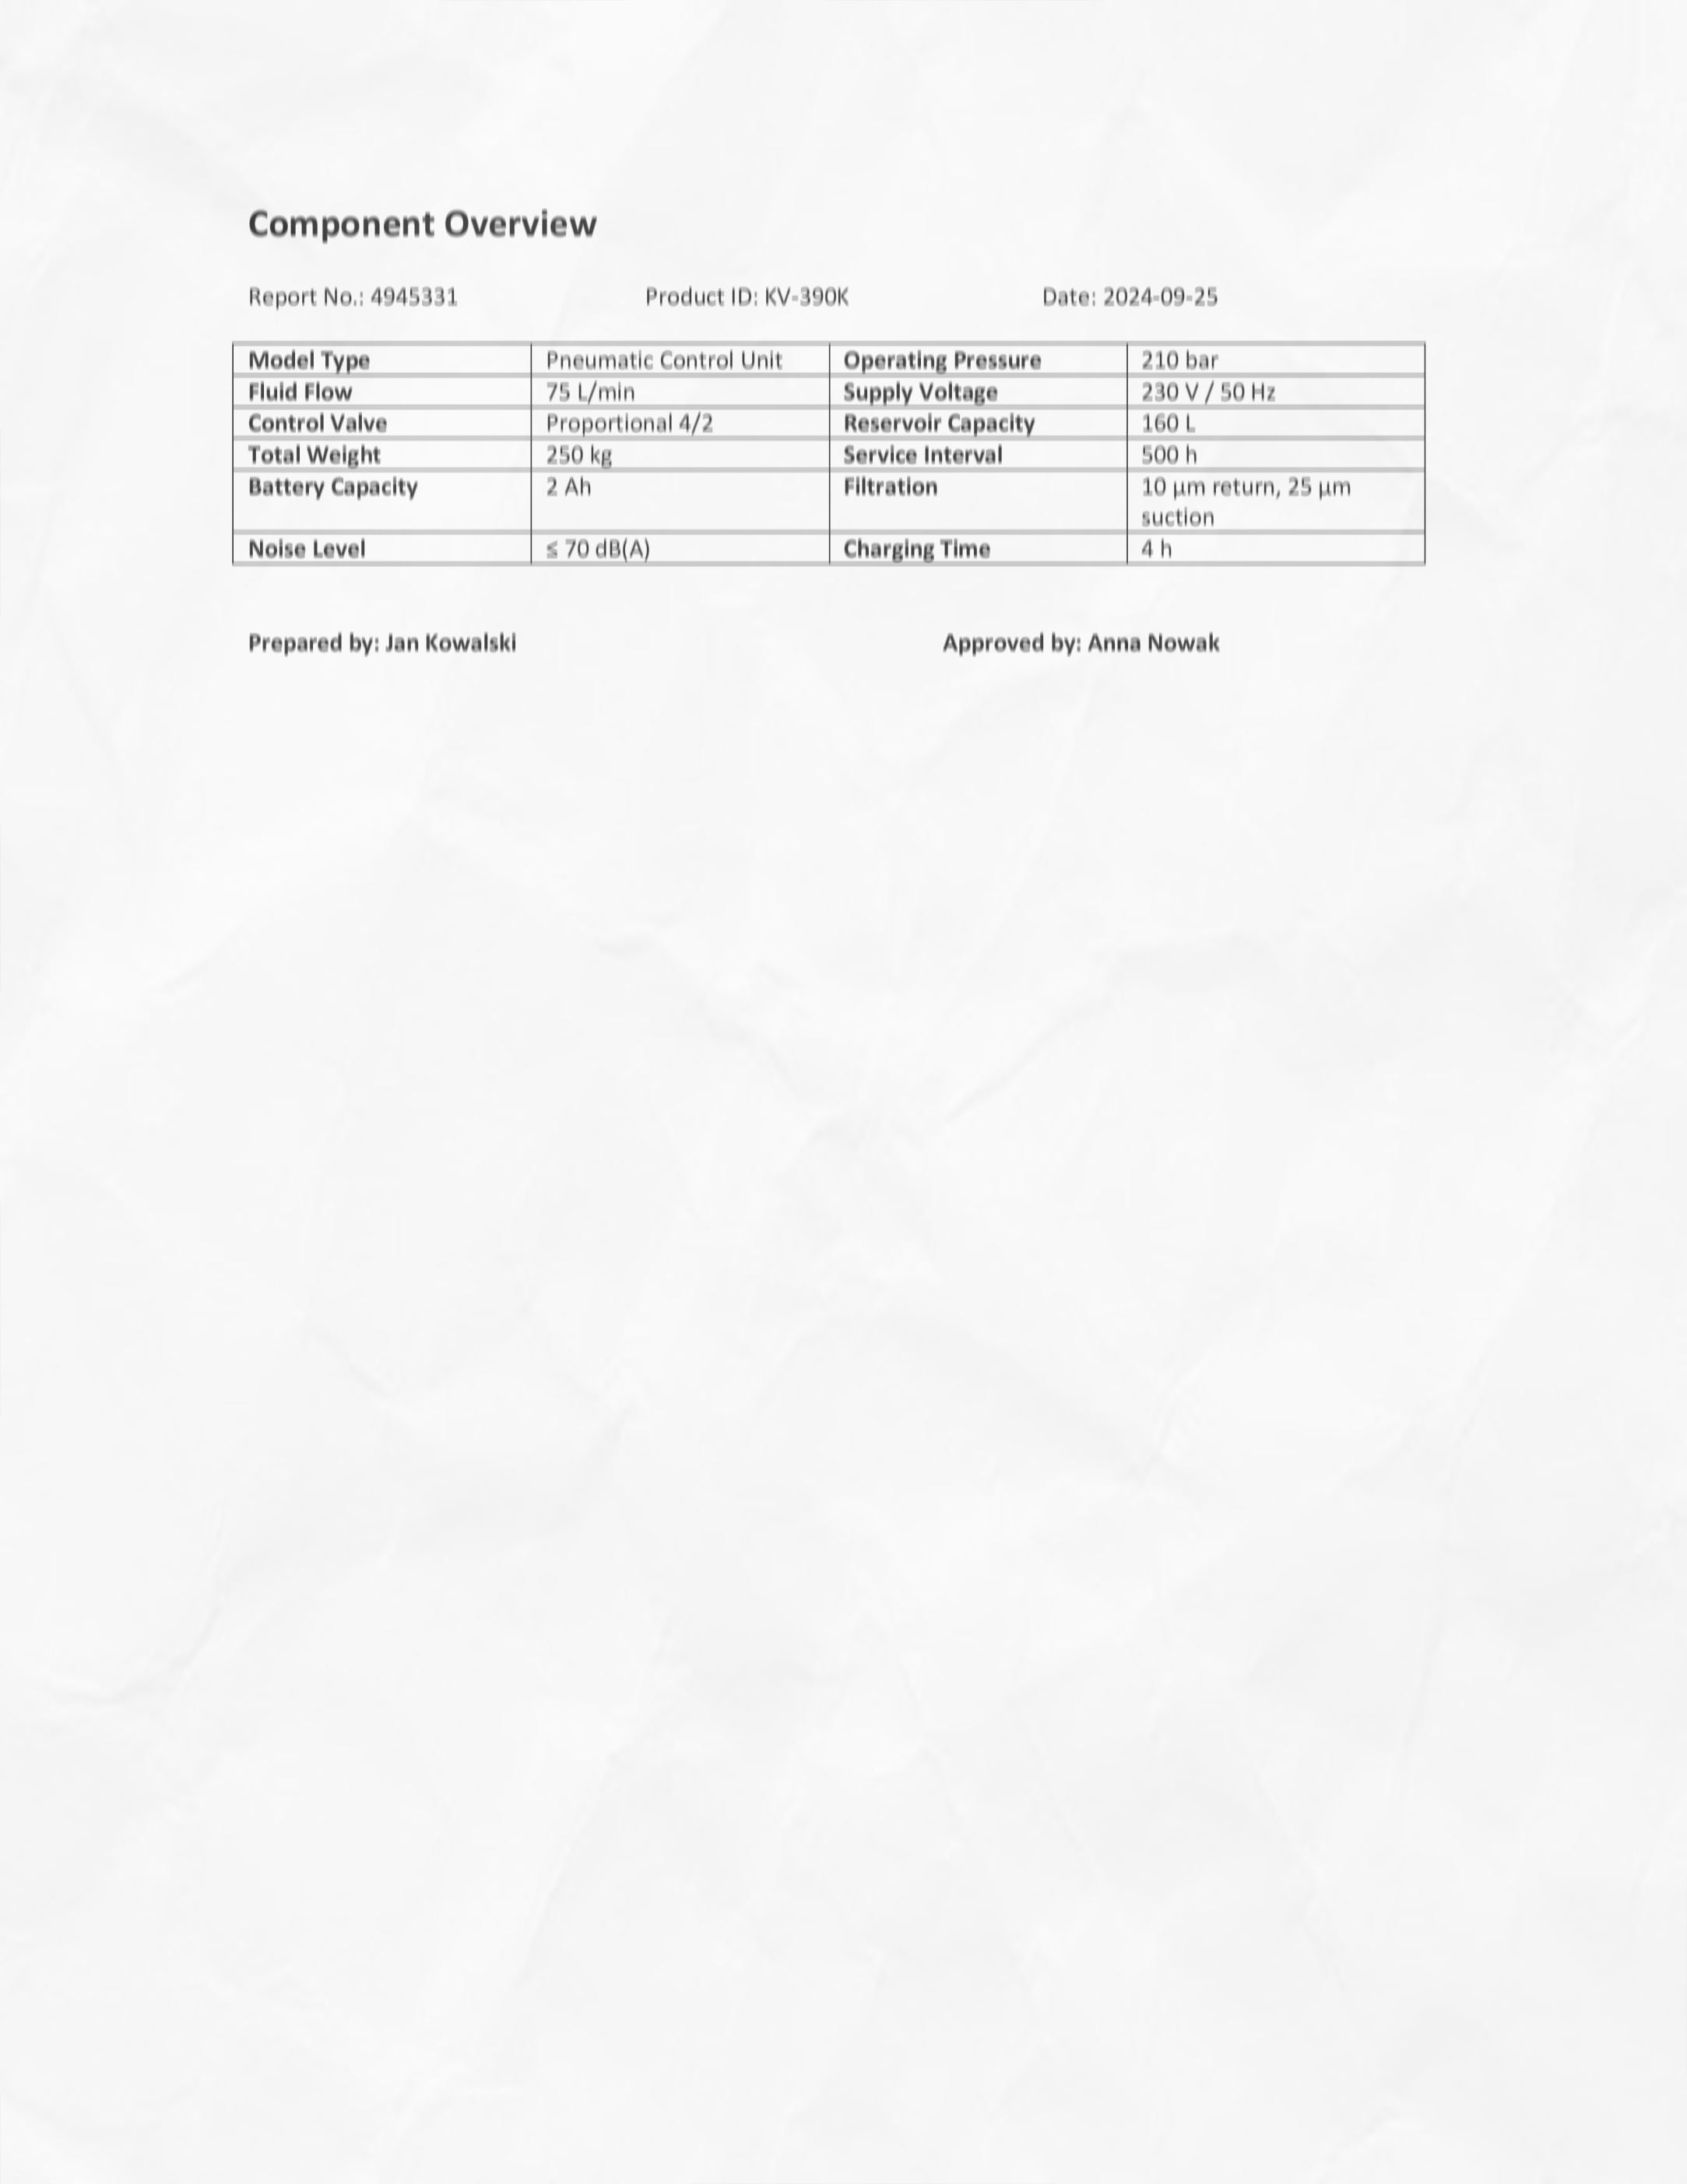 Component Overview
Report No.: 4945331 Product ID: KV-390K Date: 2024-09-25
Model Type Pneumatic Control Unit Operating Pressure 210 bar
Fluid Flow 75 L/min Supply Voltage 230 V / 50 Hz
Control Valve Proportional 4/2 Reservoir Capacity 160 L
Total Weight 250 kg Service Interval 500 h
Battery Capacity 2 Ah Filtration 10 µm return, 25 µm
suction
Noise Level ≤ 70 dB(A) Charging Time 4 h
Prepared by: Jan Kowalski Approved by: Anna Nowak